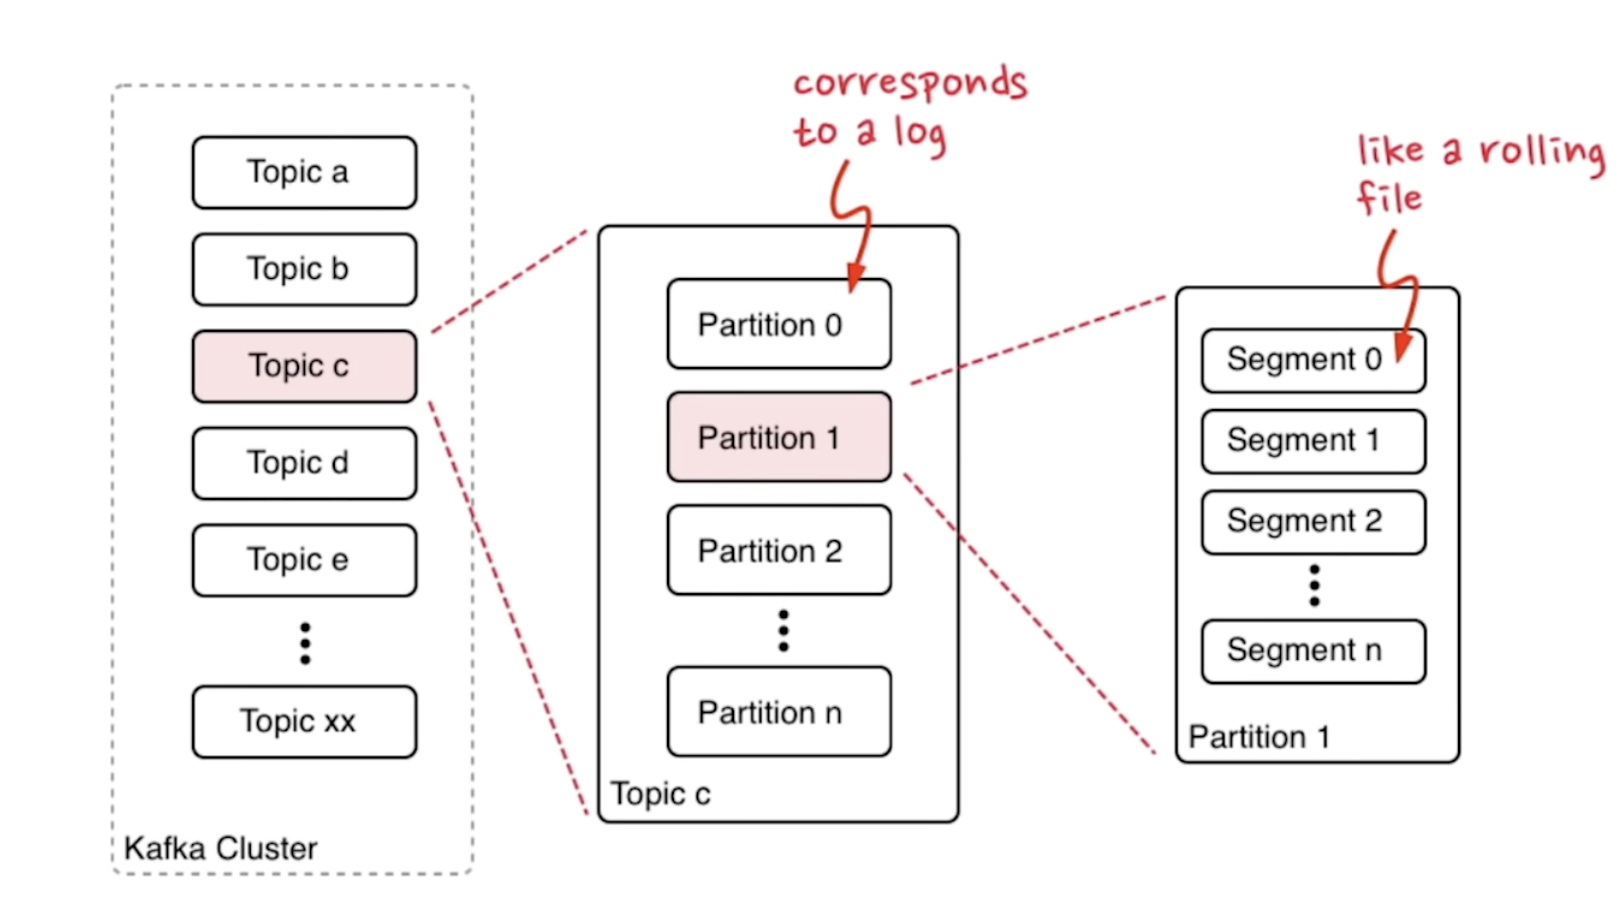 Topic a
Topic b
Topic c
Topic d
Topic e
Topic xx
Kafka Cluster
corresponds
to a log
Partition 0
Partition 1
Partition 2
Partition n
Topic c
like a rolling
file
Segment 0
Segment 1
Segment 2
Segment n
Partition 1